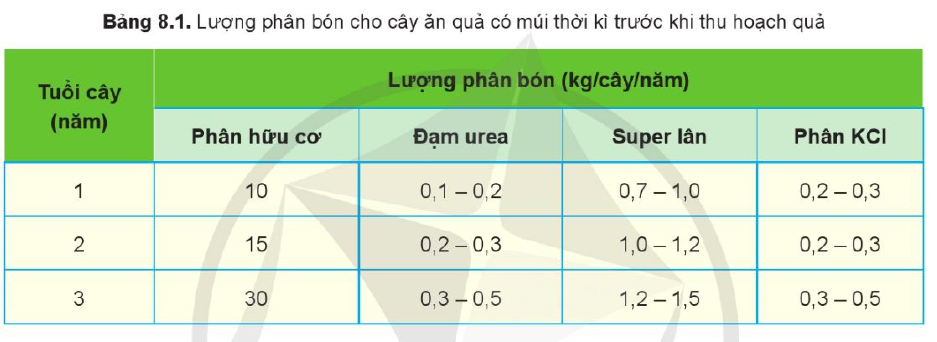 Bảng 8.1. Lượng phân bón cho cây ăn quả có múi thời kì trước khi thu hoạch quả
Tuổi cây (năm) Lượng phân bón (kg/cây/năm)
Phân hữu cơ Đạm urea Super lân Phân KCl
1 10 0,1 – 0,2 0,7 – 1,0 0,2 – 0,3
2 15 0,2 – 0,3 1,0 – 1,2 0,2 – 0,3
3 30 0,3 – 0,5 1,2 – 1,5 0,3 – 0,5